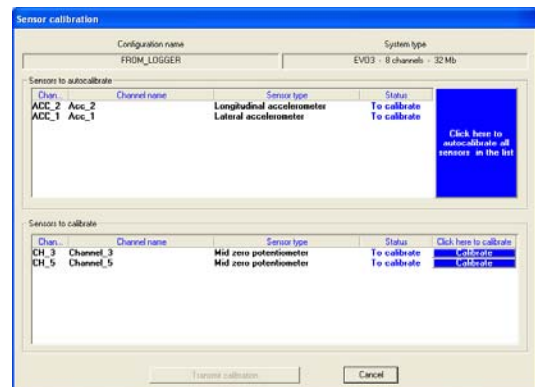 Sensor calibration
Configuration name System type
FROM_LOGGER EVO3 - 8 channels - 32 Mb
Sensors to autocalibrate
Chan... Channel name Sensor type Status
ACC_2 Acc_2 Longitudinal accelerometer To calibrate
ACC_1 Acc_1 Lateral accelerometer To calibrate
Click here to
autocalibrate all
sensors in the list
Sensors to calibrate
Chan... Channel name Sensor type Status Click here to calibrate
CH_3 Channel_3 Mid zero potentiometer To calibrate Calibrate
CH_5 Channel_5 Mid zero potentiometer To calibrate Calibrate
Transmit calibration Cancel